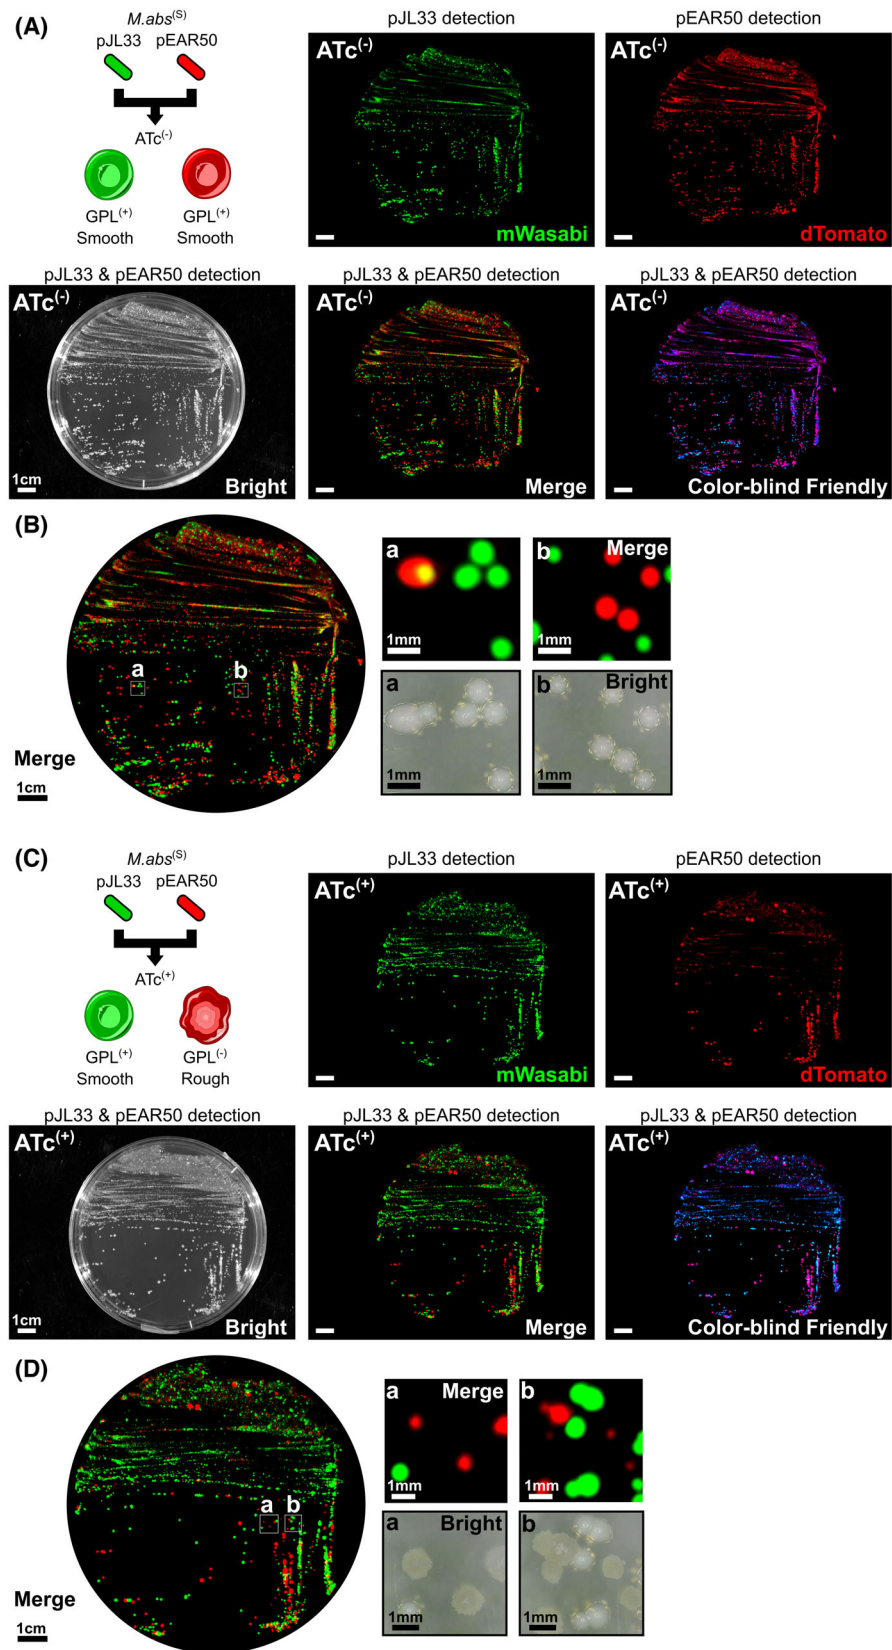 (A)
M.abs(S)
pJL33 pEAR50
ATc(-)
GPL(+) GPL(+)
Smooth Smooth
pJL33 detection
ATc(-)
mWasabi
pEAR50 detection
ATc(-)
dTomato
pJL33 & pEAR50 detection
ATc(-)
1cm
Bright
pJL33 & pEAR50 detection
ATc(-)
Merge
pJL33 & pEAR50 detection
ATc(-)
Color-blind Friendly
(B)
a b
Merge
1cm
a
1mm
b Merge
1mm
a
1mm
b Bright
1mm
(C)
M.abs(S)
pJL33 pEAR50
ATc(+)
GPL(+) GPL(-)
Smooth Rough
pJL33 detection
ATc(+)
mWasabi
pEAR50 detection
ATc(+)
dTomato
pJL33 & pEAR50 detection
ATc(+)
1cm
Bright
pJL33 & pEAR50 detection
ATc(+)
Merge
pJL33 & pEAR50 detection
ATc(+)
Color-blind Friendly
(D)
a b
Merge
1cm
a Merge
1mm
b
1mm
a Bright
1mm
b
1mm